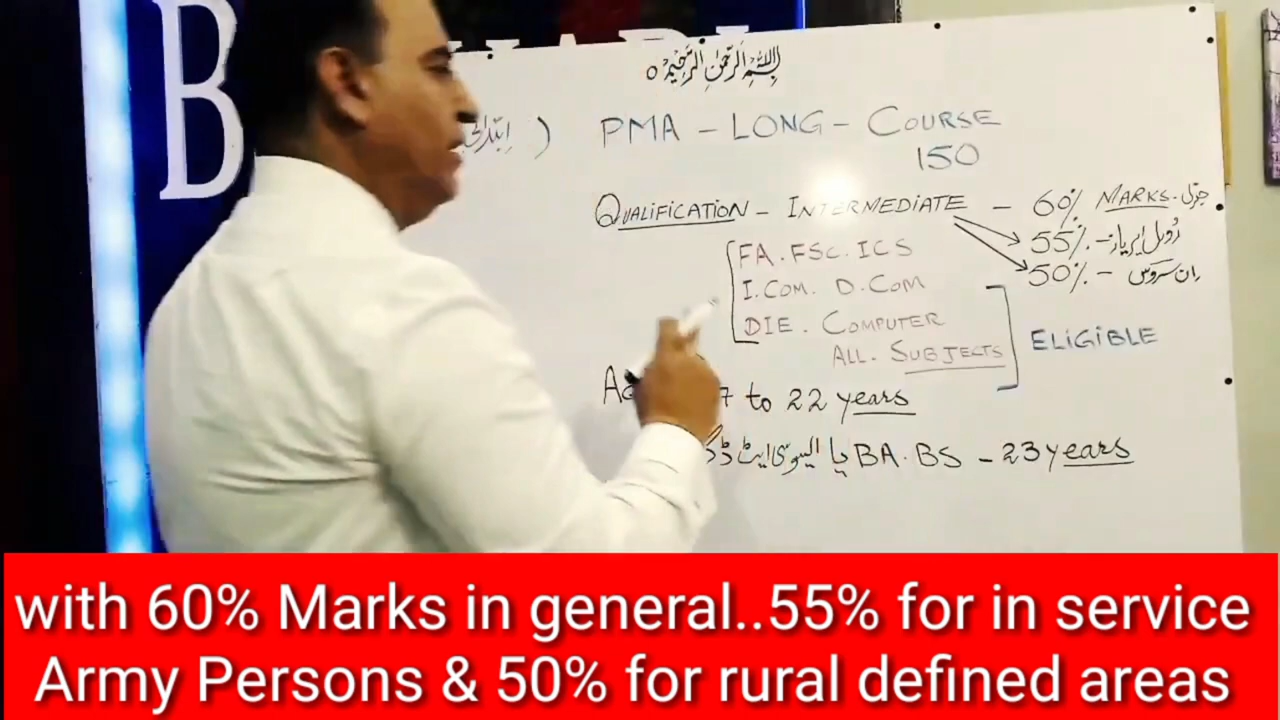 B
بسم اللہ الرحمٰن الرحیم ○
PMA - LONG - COURSE
150
QUALIFICATION - INTERMEDIATE - 60% MARKS. جنرل
55% - رورل ایریاز
50% - ان سروس
FA . FSC . ICS
I.COM. D.COM
DIE. COMPUTER
ALL. SUBJECTS
ELIGIBLE
7 to 22 years
یا ایسوسی ایٹ BA.BS - 23 years
with 60% Marks in general..55% for in service
Army Persons & 50% for rural defined areas